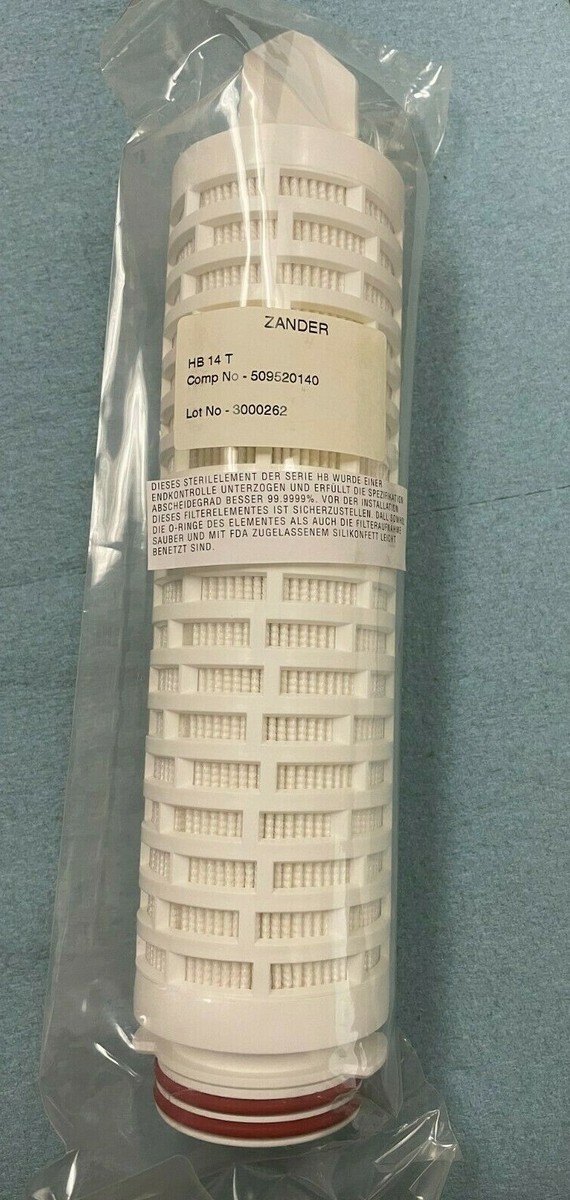 ZANDER
HB 14 T
Comp No - 509520140
Lot No - 3000262
DIESES STERILELEMENT DER SERIE HB WURDE EINER
ENDKONTROLLE UNTERZOGEN UND ERFÜLLT DIE SPEZIFIKATION
ABSCHEIDEGRAD BESSER 99.9999%. VOR DER INSTALLATION
DIESES FILTERELEMENTES IST SICHERZUSTELLEN, DAß SOWOHL
DIE O-RINGE DES ELEMENTES ALS AUCH DIE FILTERAUFNAHME
SAUBER UND MIT FDA ZUGELASSENEM SILIKONFETT LEICHT
BENETZT SIND.